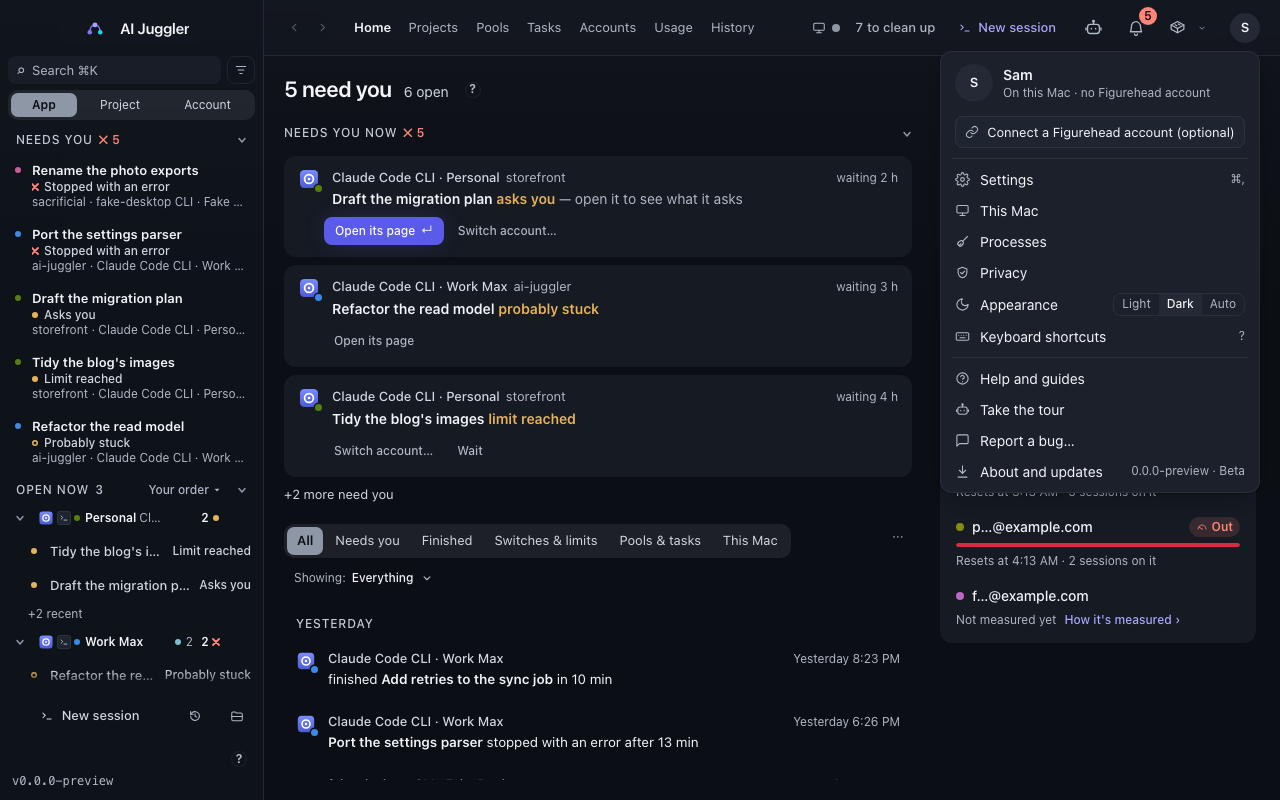 AI Juggler
Search ⌘K
App Project Account
NEEDS YOU 5
Rename the photo exports
Stopped with an error
sacrificial · fake-desktop CLI · Fake ...
Port the settings parser
Stopped with an error
ai-juggler · Claude Code CLI · Work ...
Draft the migration plan
Asks you
storefront · Claude Code CLI · Perso...
Tidy the blog's images
Limit reached
storefront · Claude Code CLI · Perso...
Refactor the read model
Probably stuck
ai-juggler · Claude Code CLI · Work ...
OPEN NOW 3 Your order
Personal Cl... 2
Tidy the blog's i... Limit reached
Draft the migration p... Asks you
+2 recent
Work Max 2 2
Refactor the re... Probably stuck
New session
?
v0.0.0-preview
Home Projects Pools Tasks Accounts Usage History
7 to clean up
New session
5
S
5 need you 6 open ?
NEEDS YOU NOW 5
Claude Code CLI · Personal storefront waiting 2 h
Draft the migration plan asks you — open it to see what it asks
Open its page ↵ Switch account...
Claude Code CLI · Work Max ai-juggler waiting 3 h
Refactor the read model probably stuck
Open its page
Claude Code CLI · Personal storefront waiting 4 h
Tidy the blog's images limit reached
Switch account... Wait
+2 more need you
All Needs you Finished Switches & limits Pools & tasks This Mac ...
Showing: Everything
YESTERDAY
Claude Code CLI · Work Max Yesterday 8:23 PM
finished Add retries to the sync job in 10 min
Claude Code CLI · Work Max Yesterday 6:26 PM
Port the settings parser stopped with an error after 13 min
S
Sam
On this Mac · no Figurehead account
Connect a Figurehead account (optional)
Settings ⌘,
This Mac
Processes
Privacy
Appearance Light Dark Auto
Keyboard shortcuts ?
Help and guides
Take the tour
Report a bug...
About and updates 0.0.0-preview · Beta
p...@example.com Out
Resets at 4:13 AM · 2 sessions on it
f...@example.com
Not measured yet How it's measured ›